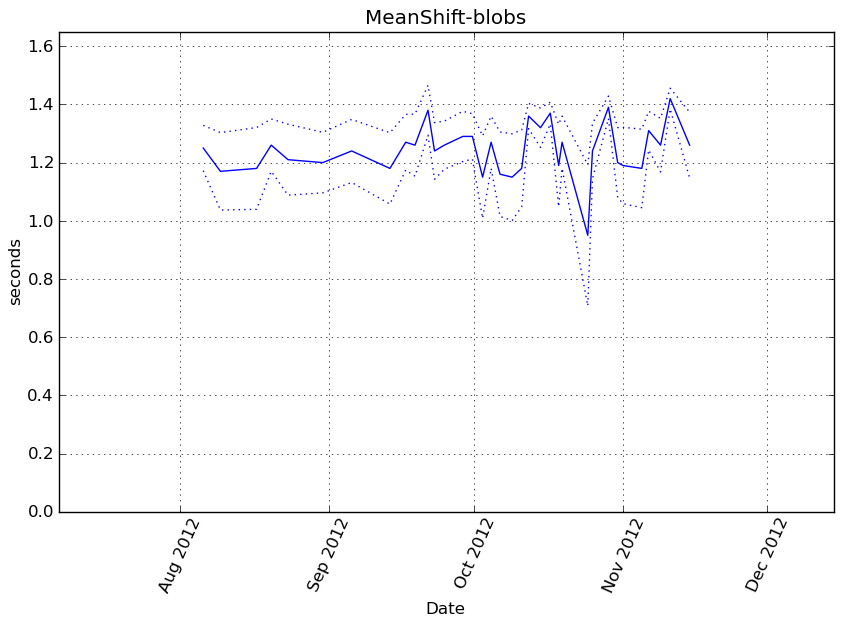 MeanShift-blobs
1.6
1.4
1.2
1.0
0.8
0.6
0.4
0.2
0.0
seconds
Aug 2012
Sep 2012
Oct 2012
Nov 2012
Dec 2012
Date